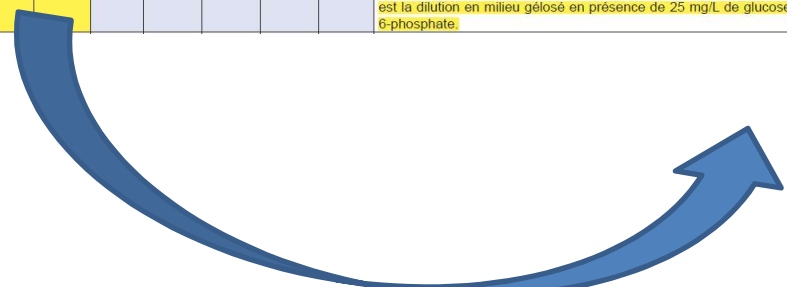 est la dilution en milieu gélosé en présence de 25 mg/L de glucose
6-phosphate.